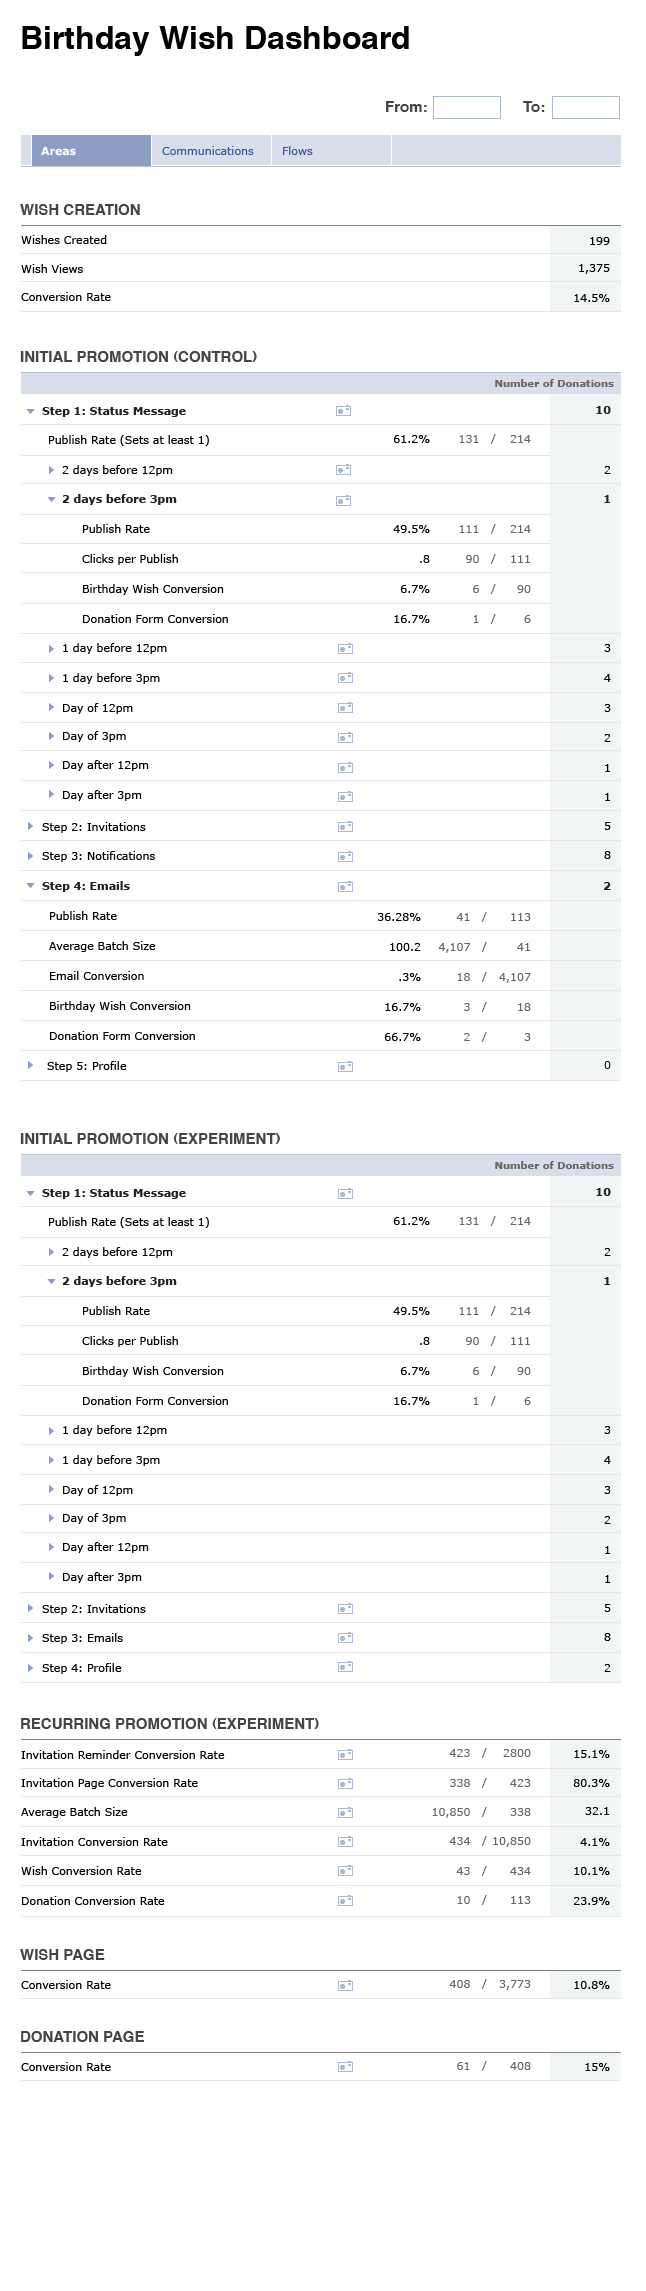 Birthday Wish Dashboard
From: To:
Areas Communications Flows
WISH CREATION
Wishes Created 199
Wish Views 1,375
Conversion Rate 14.5%
INITIAL PROMOTION (CONTROL)
Number of Donations
Step 1: Status Message 10
Publish Rate (Sets at least 1) 61.2% 131 / 214
2 days before 12pm 2
2 days before 3pm 1
Publish Rate 49.5% 111 / 214
Clicks per Publish .8 90 / 111
Birthday Wish Conversion 6.7% 6 / 90
Donation Form Conversion 16.7% 1 / 6
1 day before 12pm 3
1 day before 3pm 4
Day of 12pm 3
Day of 3pm 2
Day after 12pm 1
Day after 3pm 1
Step 2: Invitations 5
Step 3: Notifications 8
Step 4: Emails 2
Publish Rate 36.28% 41 / 113
Average Batch Size 100.2 4,107 / 41
Email Conversion .3% 18 / 4,107
Birthday Wish Conversion 16.7% 3 / 18
Donation Form Conversion 66.7% 2 / 3
Step 5: Profile 0
INITIAL PROMOTION (EXPERIMENT)
Number of Donations
Step 1: Status Message 10
Publish Rate (Sets at least 1) 61.2% 131 / 214
2 days before 12pm 2
2 days before 3pm 1
Publish Rate 49.5% 111 / 214
Clicks per Publish .8 90 / 111
Birthday Wish Conversion 6.7% 6 / 90
Donation Form Conversion 16.7% 1 / 6
1 day before 12pm 3
1 day before 3pm 4
Day of 12pm 3
Day of 3pm 2
Day after 12pm 1
Day after 3pm 1
Step 2: Invitations 5
Step 3: Emails 8
Step 4: Profile 2
RECURRING PROMOTION (EXPERIMENT)
Invitation Reminder Conversion Rate 423 / 2800 15.1%
Invitation Page Conversion Rate 338 / 423 80.3%
Average Batch Size 10,850 / 338 32.1
Invitation Conversion Rate 434 / 10,850 4.1%
Wish Conversion Rate 43 / 434 10.1%
Donation Conversion Rate 10 / 113 23.9%
WISH PAGE
Conversion Rate 408 / 3,773 10.8%
DONATION PAGE
Conversion Rate 61 / 408 15%